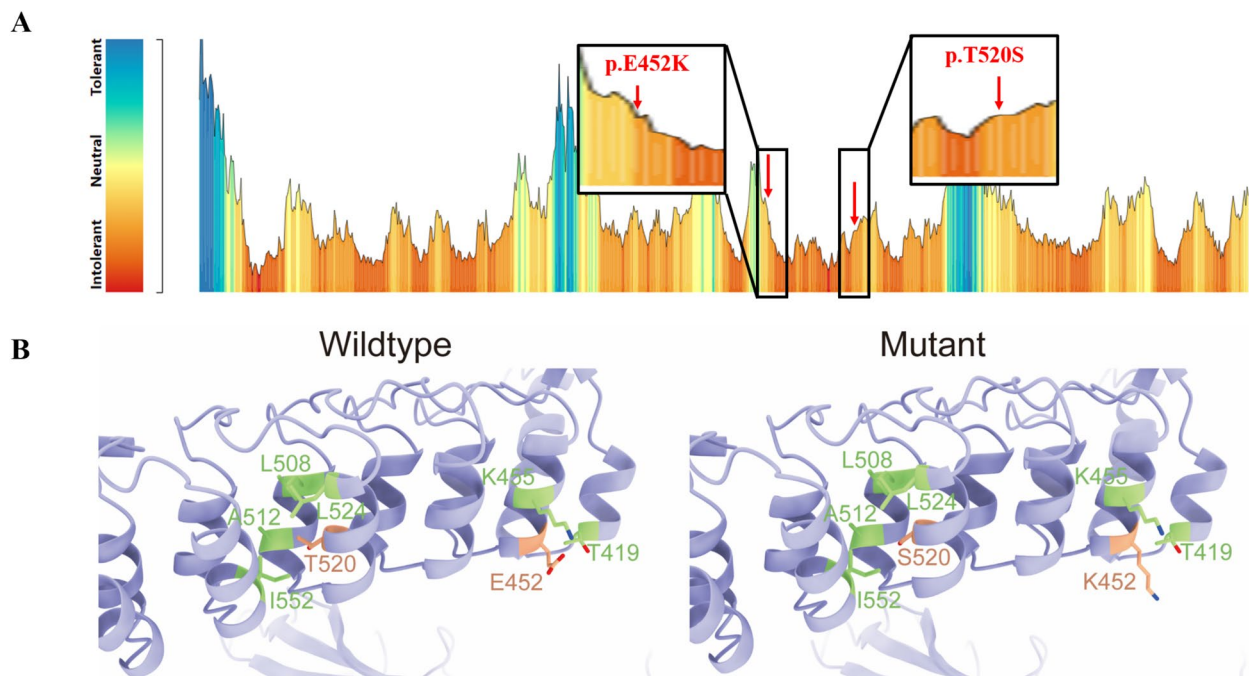 A
Tolerant
Neutral
Intolerant
p.E452K
p.T520S
B
Wildtype
Mutant
L508
K455
A512
L524
T520
T419
E452
I552
L508
K455
L524
A512
S520
T419
K452
I552